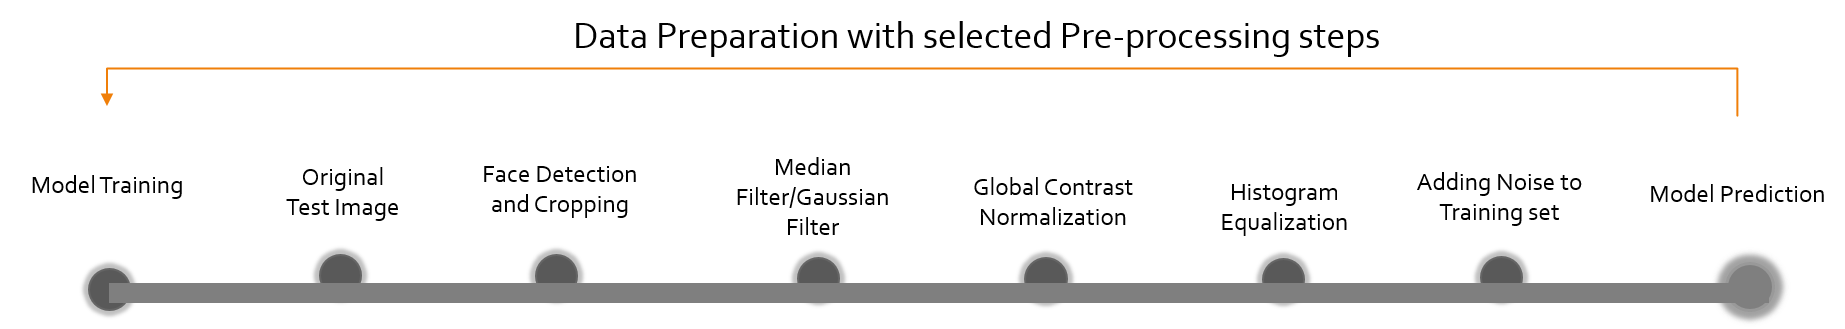 Data Preparation with selected Pre-processing steps
Model Training
Original
Test Image
Face Detection
and Cropping
Median
Filter/Gaussian
Filter
Global Contrast
Normalization
Histogram
Equalization
Adding Noise to
Training set
Model Prediction